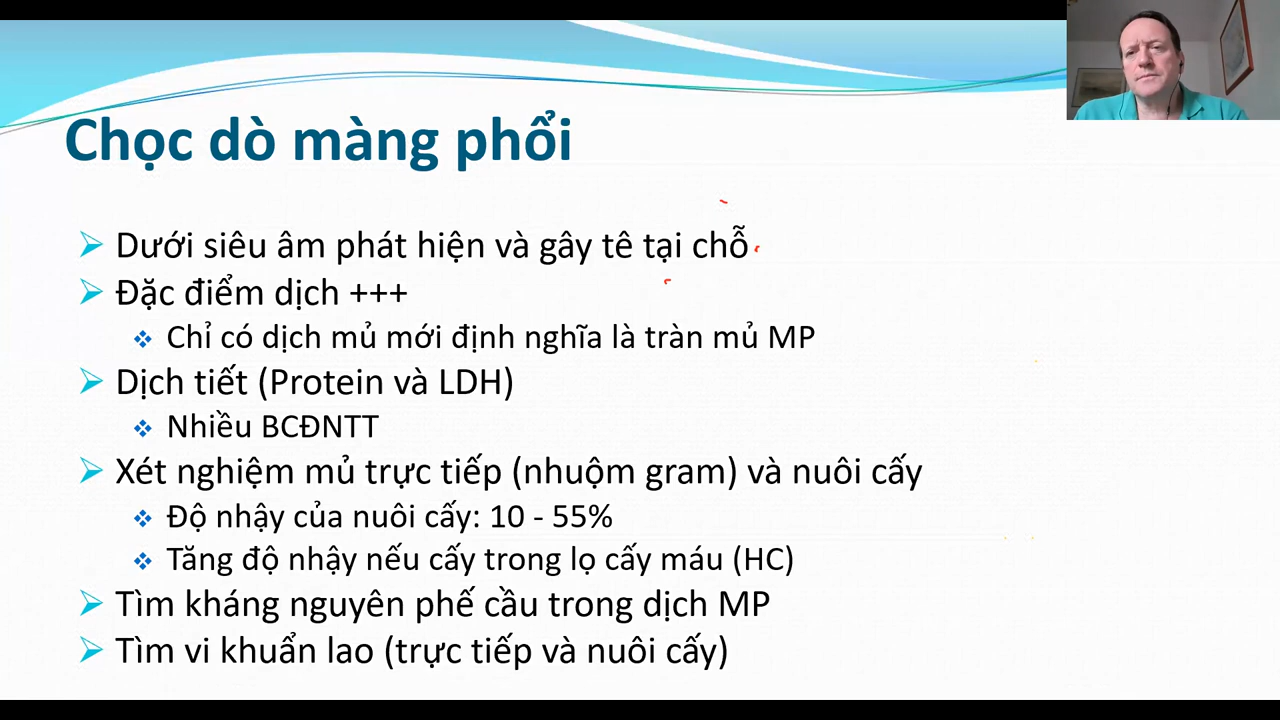 Chọc dò màng phổi
Dưới siêu âm phát hiện và gây tê tại chỗ
Đặc điểm dịch +++
Chỉ có dịch mủ mới định nghĩa là tràn mủ MP
Dịch tiết (Protein và LDH)
Nhiều BCĐNTT
Xét nghiệm mủ trực tiếp (nhuộm gram) và nuôi cấy
Độ nhậy của nuôi cấy: 10 - 55%
Tăng độ nhậy nếu cấy trong lọ cấy máu (HC)
Tìm kháng nguyên phế cầu trong dịch MP
Tìm vi khuẩn lao (trực tiếp và nuôi cấy)